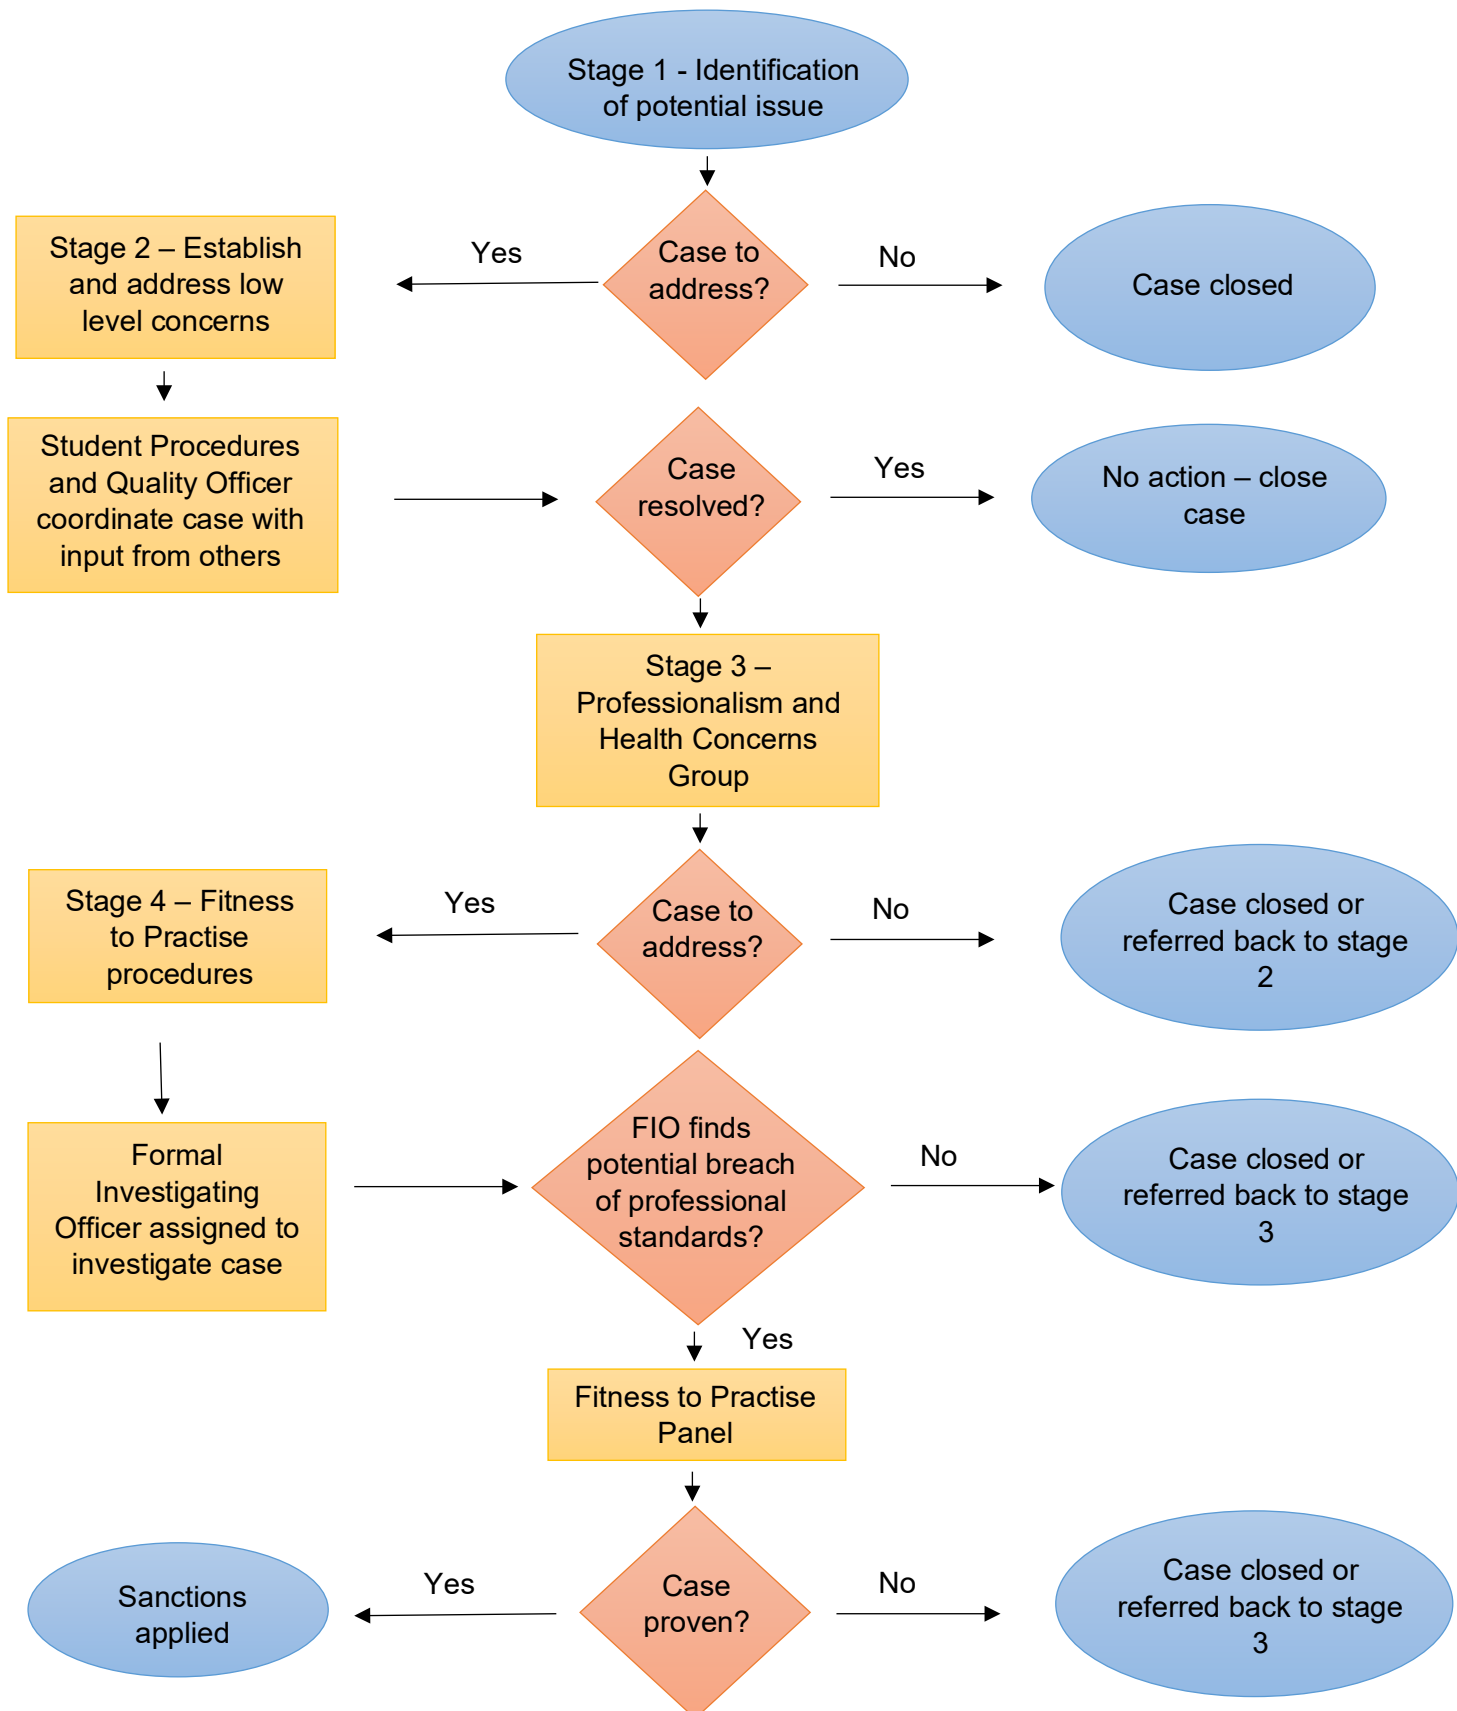 Stage 1 - Identification
of potential issue
Case to
address?
Yes
No
Stage 2 – Establish
and address low
level concerns
Case closed
Student Procedures
and Quality Officer
coordinate case with
input from others
Case
resolved?
Yes
No action – close
case
Stage 3 –
Professionalism and
Health Concerns
Group
Case to
address?
Yes
No
Stage 4 – Fitness
to Practise
procedures
Case closed or
referred back to stage
2
Formal
Investigating
Officer assigned to
investigate case
FIO finds
potential breach
of professional
standards?
No
Case closed or
referred back to stage
3
Yes
Fitness to Practise
Panel
Case
proven?
Yes
Sanctions
applied
No
Case closed or
referred back to stage
3